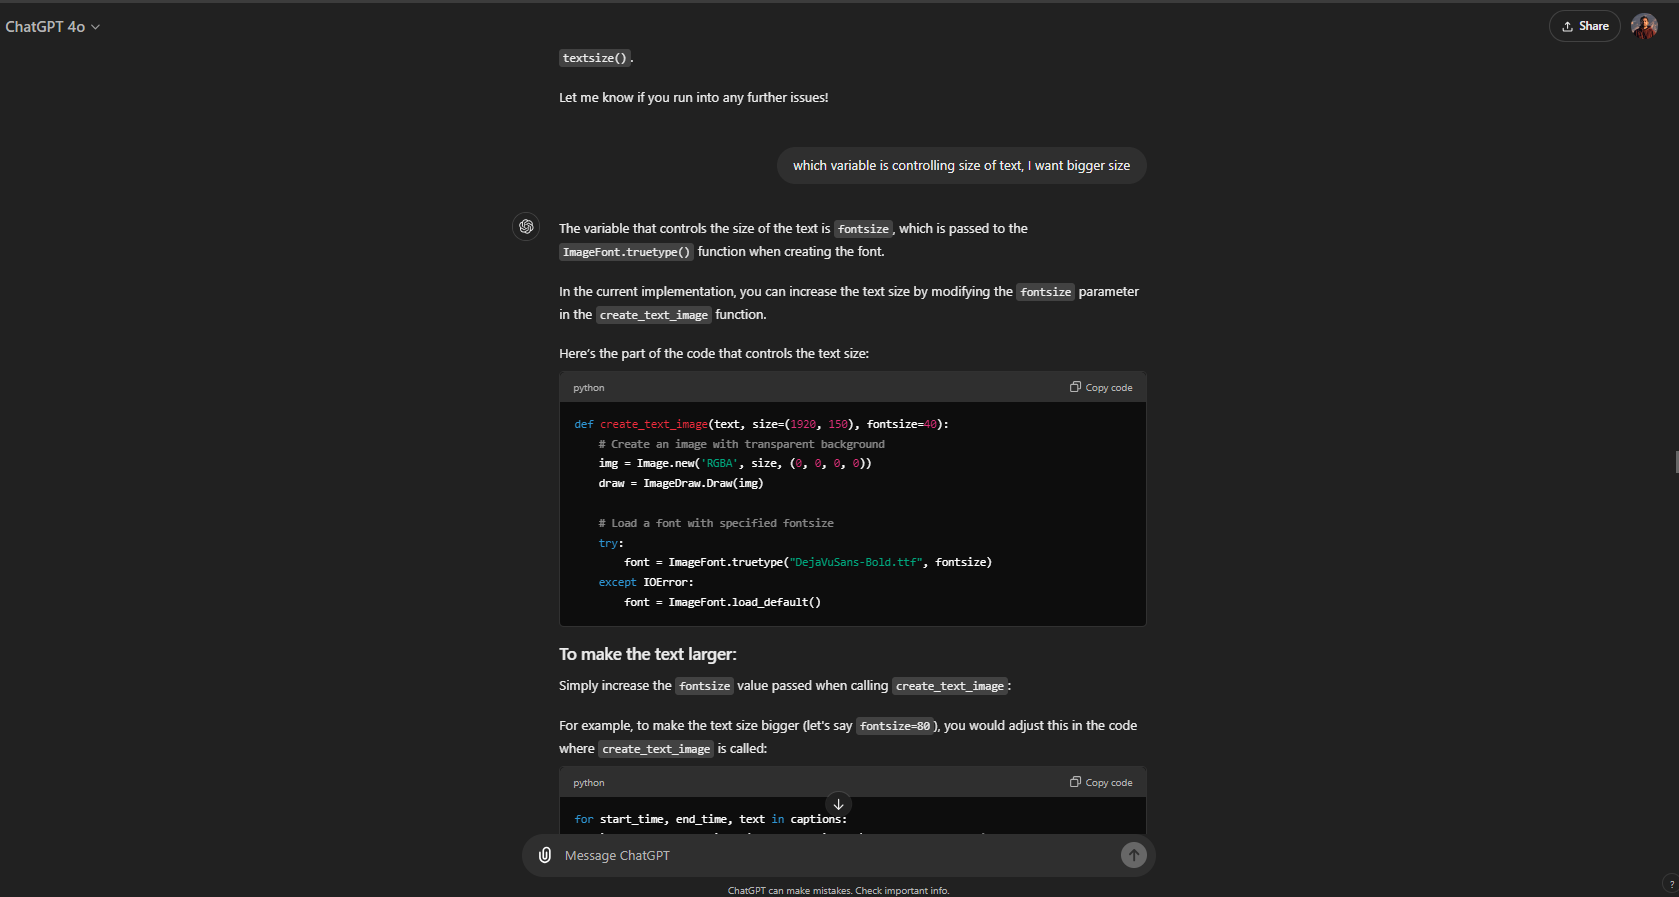 ChatGPT 4o
Share
textsize().
Let me know if you run into any further issues!
which variable is controlling size of text, I want bigger size
The variable that controls the size of the text is fontsize, which is passed to the
ImageFont.truetype() function when creating the font.
In the current implementation, you can increase the text size by modifying the fontsize parameter
in the create_text_image function.
Here's the part of the code that controls the text size:
python
Copy code
def create_text_image(text, size=(1920, 150), fontsize=40):
    # Create an image with transparent background
    img = Image.new('RGBA', size, (0, 0, 0, 0))
    draw = ImageDraw.Draw(img)
    # Load a font with specified fontsize
    try:
        font = ImageFont.truetype("DejaVuSans-Bold.ttf", fontsize)
    except IOError:
        font = ImageFont.load_default()
To make the text larger:
Simply increase the fontsize value passed when calling create_text_image:
For example, to make the text size bigger (let's say fontsize=80), you would adjust this in the code
where create_text_image is called:
python
Copy code
for start_time, end_time, text in captions:
Message ChatGPT
ChatGPT can make mistakes. Check important info.
?